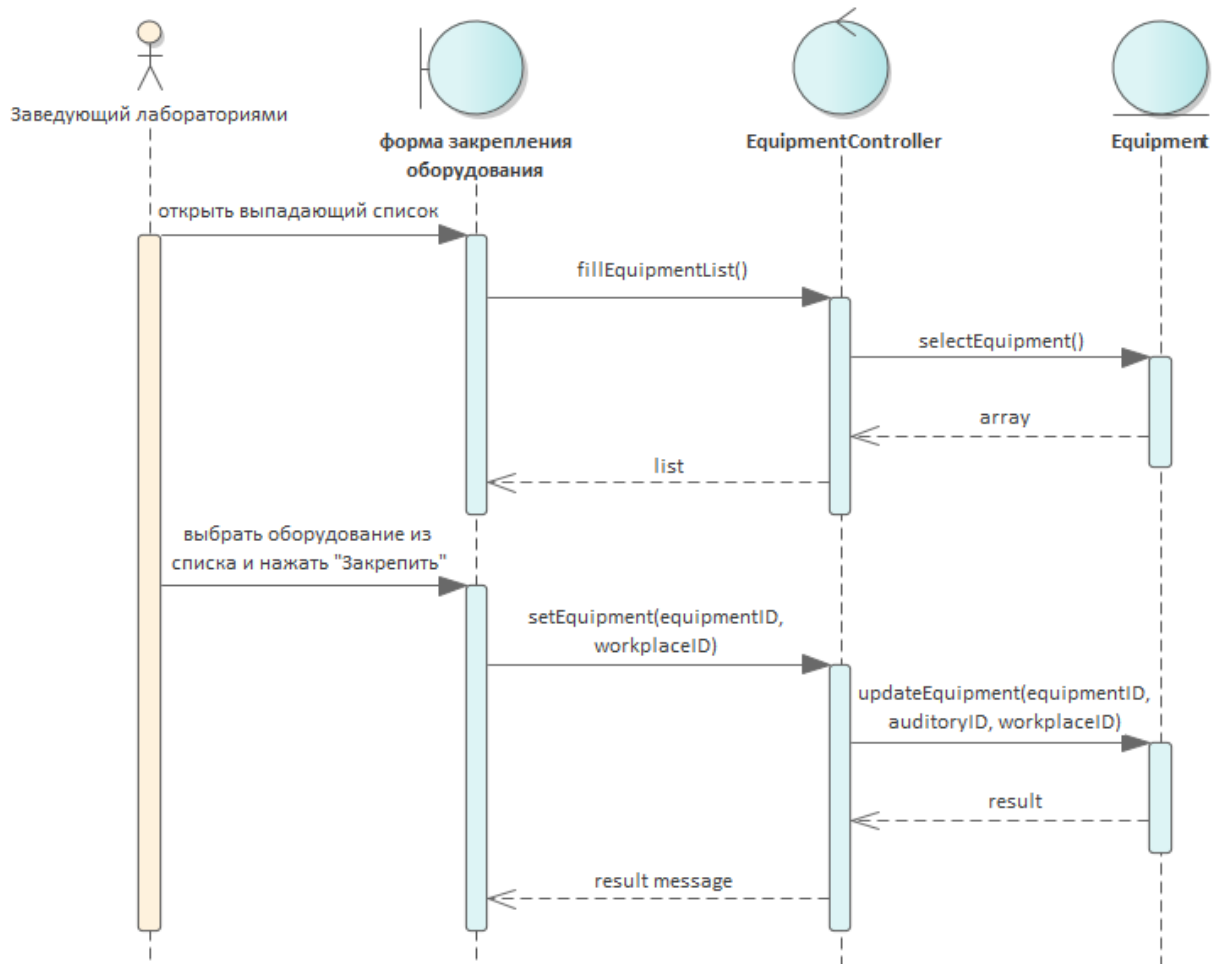 Заведующий лабораториями
форма закрепления
оборудования
EquipmentController
Equipment
открыть выпадающий список
fillEquipmentList()
selectEquipment()
array
list
выбрать оборудование из
списка и нажать "Закрепить"
setEquipment(equipmentID,
workplaceID)
updateEquipment(equipmentID,
auditoryID, workplaceID)
result
result message